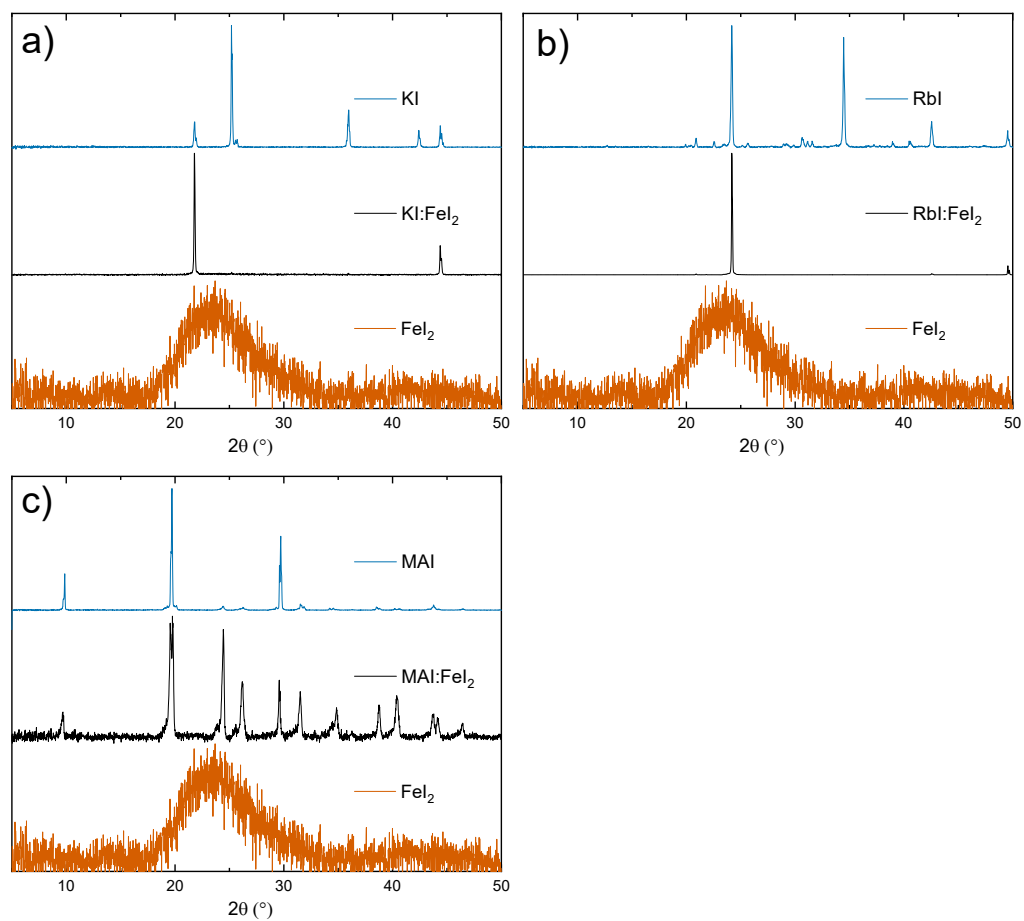 a)
KI
KI:FeI₂
FeI₂
10 20 30 40 50
2θ (°)
b)
RbI
RbI:FeI₂
FeI₂
10 20 30 40 50
2θ (°)
c)
MAI
MAI:FeI₂
FeI₂
10 20 30 40 50
2θ (°)